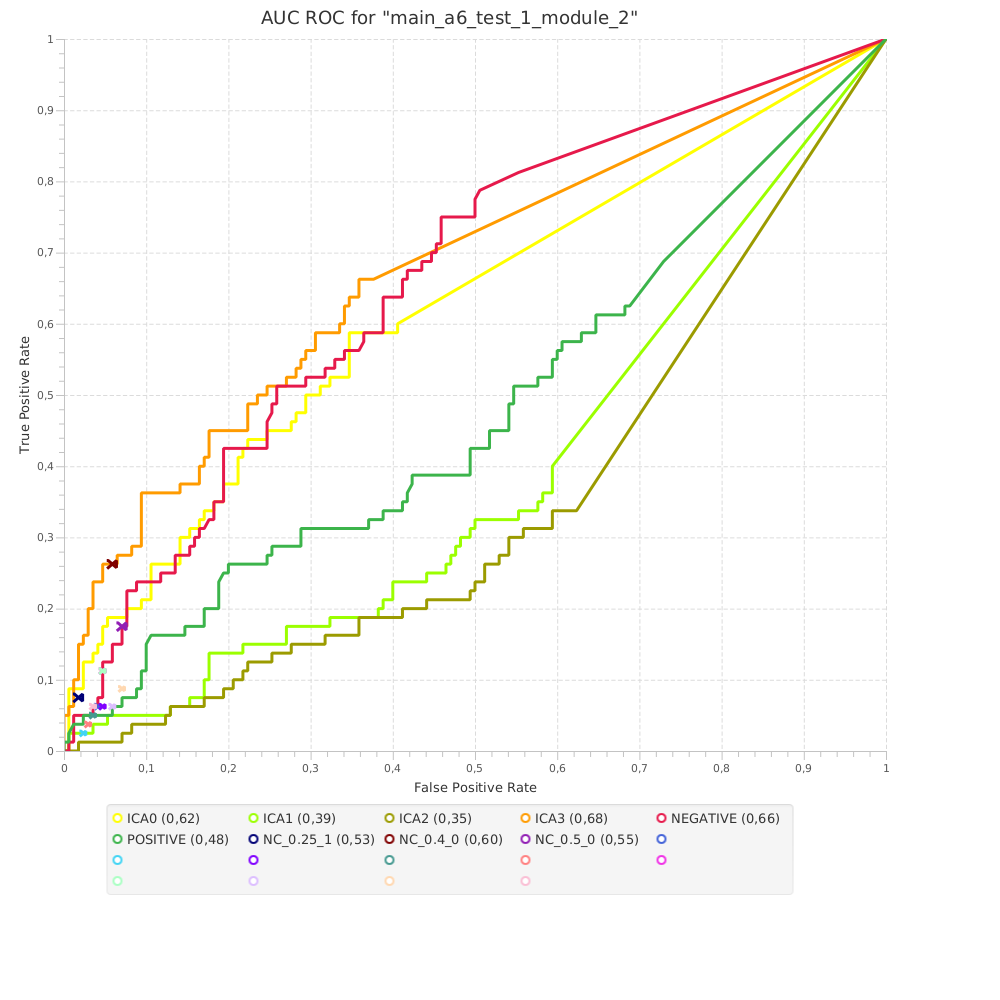 AUC ROC for "main_a6_test_1_module_2"
1
0,9
0,8
0,7
0,6
0,5
0,4
0,3
0,2
0,1
0
True Positive Rate
0 0,1 0,2 0,3 0,4 0,5 0,6 0,7 0,8 0,9 1
False Positive Rate
ICA0 (0,62) ICA1 (0,39) ICA2 (0,35) ICA3 (0,68) NEGATIVE (0,66)
POSITIVE (0,48) NC_0.25_1 (0,53) NC_0.4_0 (0,60) NC_0.5_0 (0,55)